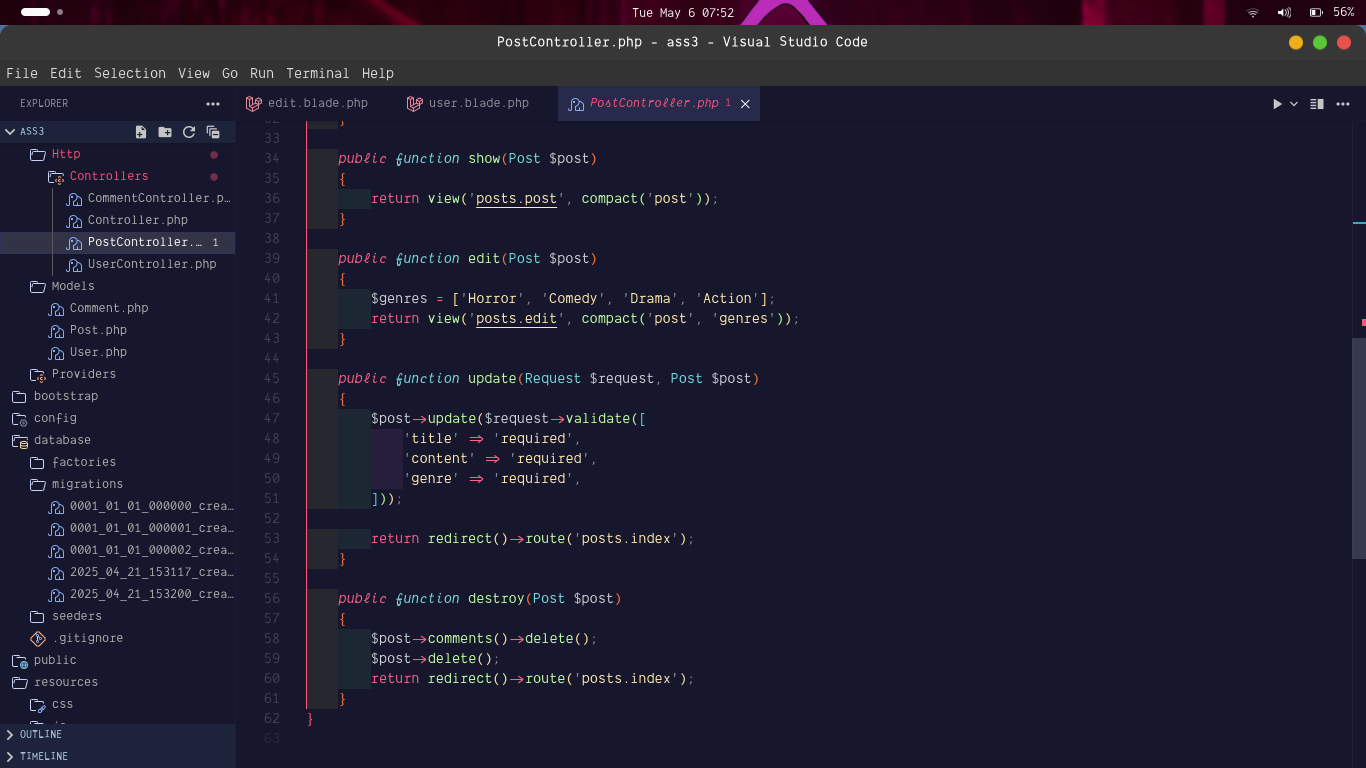 Tue May 6 07:52
56%
PostController.php - ass3 - Visual Studio Code
File Edit Selection View Go Run Terminal Help
EXPLORER
ASS3
Http
Controllers
CommentController.p…
Controller.php
PostController.… 1
UserController.php
Models
Comment.php
Post.php
User.php
Providers
bootstrap
config
database
factories
migrations
0001_01_01_000000_crea…
0001_01_01_000001_crea…
0001_01_01_000002_crea…
2025_04_21_153117_crea…
2025_04_21_153200_crea…
seeders
.gitignore
public
resources
css
OUTLINE
TIMELINE
edit.blade.php user.blade.php PostController.php 1
32 }
33
34 public function show(Post $post)
35 {
36 return view('posts.post', compact('post'));
37 }
38
39 public function edit(Post $post)
40 {
41 $genres = ['Horror', 'Comedy', 'Drama', 'Action'];
42 return view('posts.edit', compact('post', 'genres'));
43 }
44
45 public function update(Request $request, Post $post)
46 {
47 $post->update($request->validate([
48 'title' => 'required',
49 'content' => 'required',
50 'genre' => 'required',
51 ]));
52
53 return redirect()->route('posts.index');
54 }
55
56 public function destroy(Post $post)
57 {
58 $post->comments()->delete();
59 $post->delete();
60 return redirect()->route('posts.index');
61 }
62 }
63